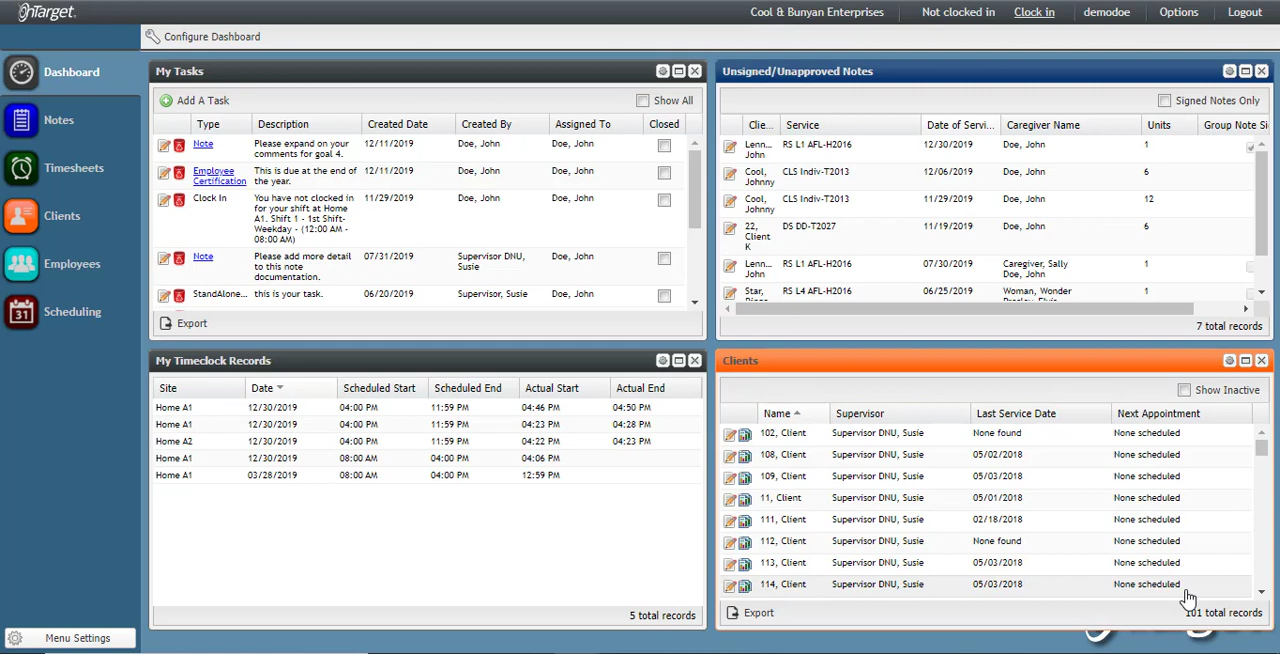 OnTarget
Cool & Bunyan Enterprises Not clocked in Clock in demodoe Options Logout
Configure Dashboard
Dashboard
Notes
Timesheets
Clients
Employees
Scheduling
31
Menu Settings
My Tasks
Add A Task Show All
Type Description Created Date Created By Assigned To Closed
Note Please expand on your 12/11/2019 Doe, John Doe, John
comments for goal 4.
Employee This is due at the end of 12/11/2019 Doe, John Doe, John
Certification the year.
Clock In You have not clocked in 11/29/2019 Doe, John Doe, John
for your shift at Home
A1. Shift 1 - 1st Shift-
Weekday - (12:00 AM -
08:00 AM)
Note Please add more detail 07/31/2019 Supervisor DNU, Doe, John
to this note Susie
documentation.
StandAlone... this is your task. 06/20/2019 Supervisor, Susie Doe, John
Export
Unsigned/Unapproved Notes
Signed Notes Only
Clie... Service Date of Servi... Caregiver Name Units Group Note Si
Lenn... RS L1 AFL-H2016 12/30/2019 Doe, John 1
John
Cool, CLS Indiv-T2013 12/06/2019 Doe, John 6
Johnny
Cool, CLS Indiv-T2013 11/29/2019 Doe, John 12
Johnny
22, DS DD-T2027 11/19/2019 Doe, John 6
Client
K
Lenn... RS L1 AFL-H2016 07/30/2019 Caregiver, Sally 1
John Doe, John
Star, RS L4 AFL-H2016 06/25/2019 Woman, Wonder 1
7 total records
My Timeclock Records
Site Date Scheduled Start Scheduled End Actual Start Actual End
Home A1 12/30/2019 04:00 PM 11:59 PM 04:46 PM 04:50 PM
Home A1 12/30/2019 04:00 PM 11:59 PM 04:23 PM 04:28 PM
Home A2 12/30/2019 04:00 PM 11:59 PM 04:22 PM 04:23 PM
Home A1 12/30/2019 08:00 AM 04:00 PM 04:06 PM
Home A1 03/28/2019 08:00 AM 04:00 PM 12:59 PM
5 total records
Clients
Show Inactive
Name Supervisor Last Service Date Next Appointment
102, Client Supervisor DNU, Susie None found None scheduled
108, Client Supervisor DNU, Susie 05/02/2018 None scheduled
109, Client Supervisor DNU, Susie 05/03/2018 None scheduled
11, Client Supervisor DNU, Susie 05/01/2018 None scheduled
111, Client Supervisor DNU, Susie 02/18/2018 None scheduled
112, Client Supervisor DNU, Susie None found None scheduled
113, Client Supervisor DNU, Susie 05/03/2018 None scheduled
114, Client Supervisor DNU, Susie 05/03/2018 None scheduled
Export 101 total records